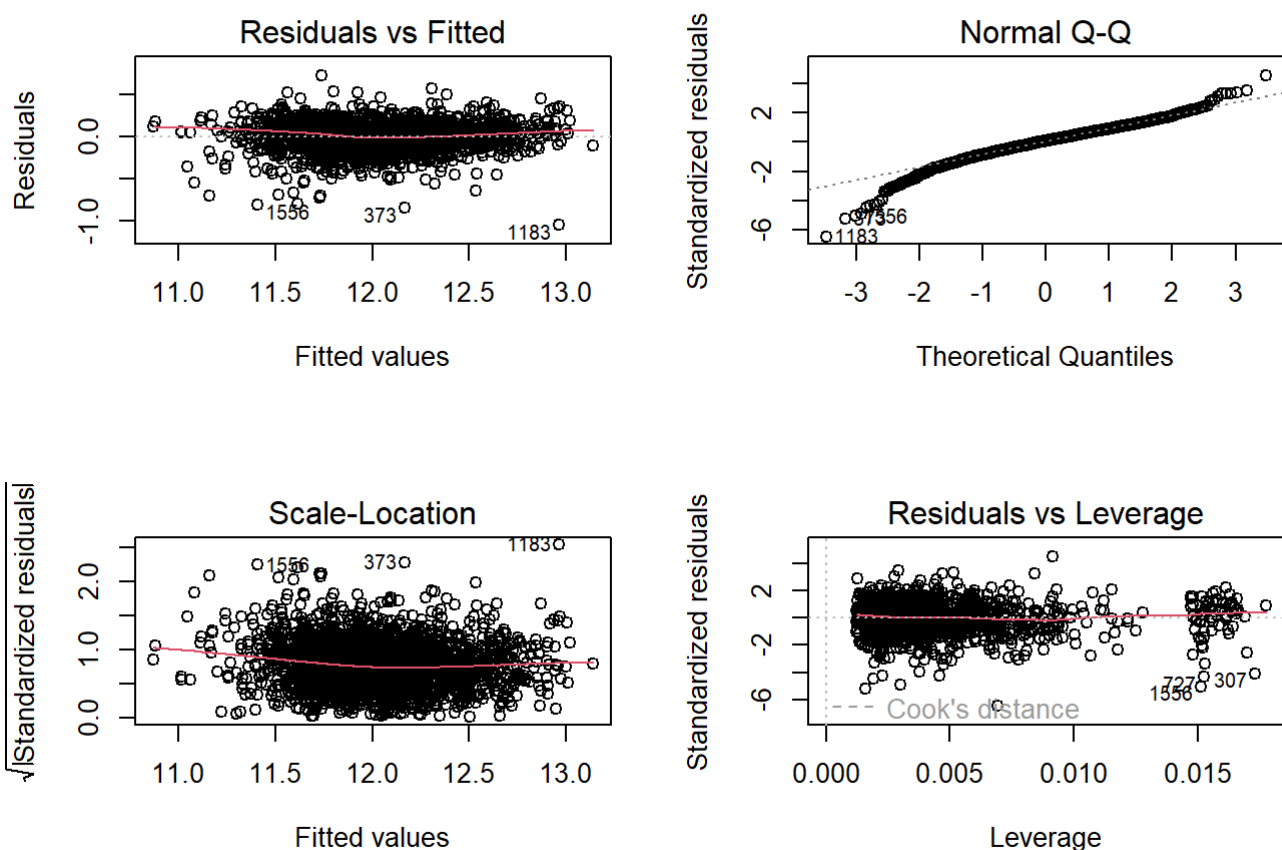 Residuals vs Fitted
Residuals
0.0
-1.0
1556
373
1183
11.0 11.5 12.0 12.5 13.0
Fitted values
Normal Q-Q
Standardized residuals
2
-2
-6
1183
-3 -2 -1 0 1 2 3
Theoretical Quantiles
Scale-Location
√|Standardized residuals|
2.0
1.0
0.0
1556
373
1183
11.0 11.5 12.0 12.5 13.0
Fitted values
Residuals vs Leverage
Standardized residuals
2
-2
-6
727
307
1556
Cook's distance
0.000 0.005 0.010 0.015
Leverage